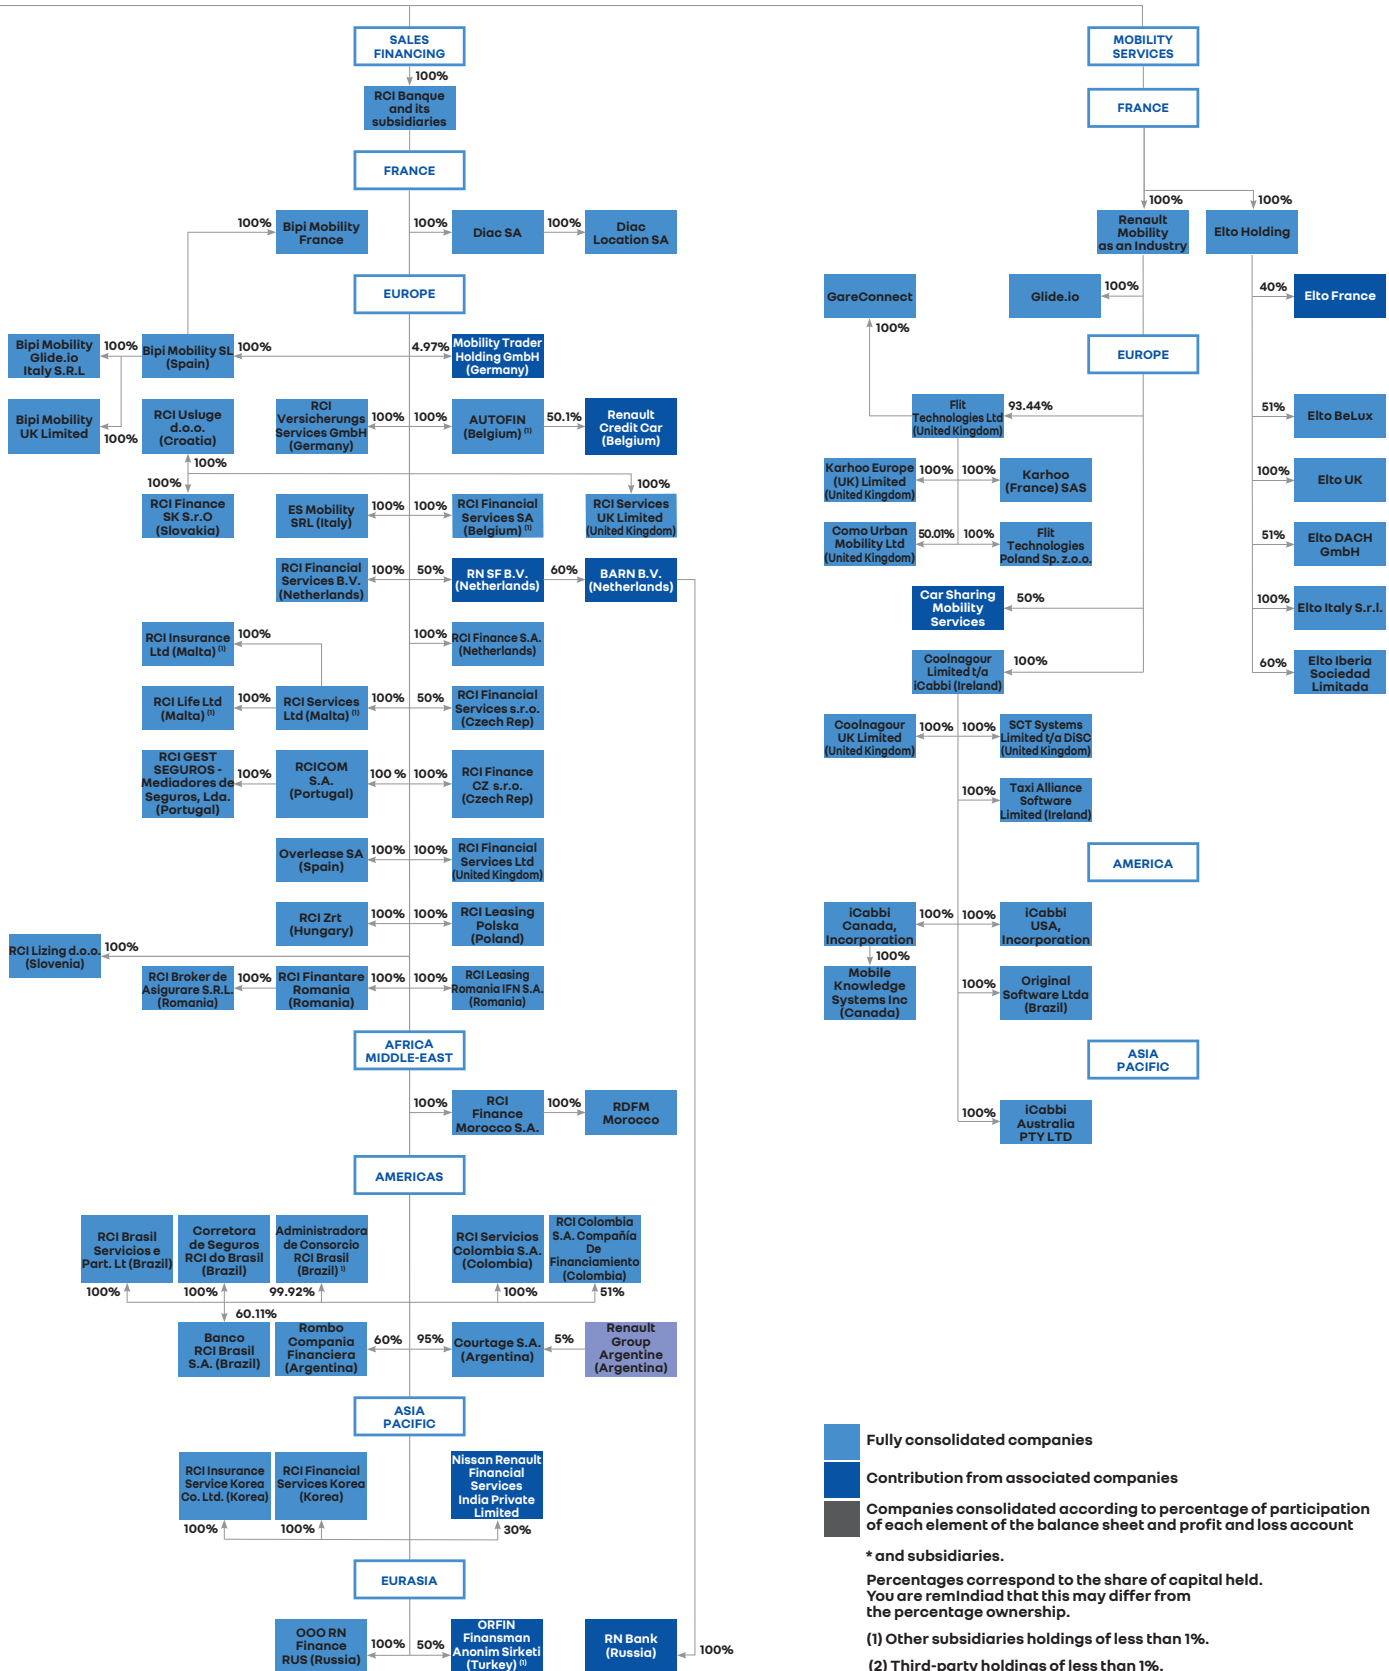 SALES
FINANCING
100%
RCI Banque
and its
subsidiaries
FRANCE
100%
Bipi Mobility
France
100%
Diac SA
100%
Diac
Location SA
EUROPE
Bipi Mobility
Glide.io
Italy S.R.L
100%
Bipi Mobility SL
(Spain)
100%
4.97%
Mobility Trader
Holding GmbH
(Germany)
Bipi Mobility
UK Limited
100%
RCI Usluge
d.o.o.
(Croatia)
100%
RCI
Versicherungs
Services GmbH
(Germany)
100%
100%
AUTOFIN
(Belgium) (1)
50.1%
Renault
Credit Car
(Belgium)
100%
RCI Finance
SK S.r.O
(Slovakia)
ES Mobility
SRL (Italy)
100%
100%
RCI Financial
Services SA
(Belgium) (1)
100%
RCI Services
UK Limited
(United Kingdom)
RCI Financial
Services B.V.
(Netherlands)
100%
50%
RN SF B.V.
(Netherlands)
60%
BARN B.V.
(Netherlands)
RCI Insurance
Ltd (Malta) (1)
100%
100%
RCI Finance S.A.
(Netherlands)
RCI Life Ltd
(Malta) (1)
100%
RCI Services
Ltd (Malta) (1)
100%
50%
RCI Financial
Services s.r.o.
(Czech Rep)
RCI GEST
SEGUROS -
Mediadores de
Seguros, Lda.
(Portugal)
100%
RCICOM
S.A.
(Portugal)
100 %
100%
RCI Finance
CZ s.r.o.
(Czech Rep)
Overlease SA
(Spain)
100%
100%
RCI Financial
Services Ltd
(United Kingdom)
RCI Zrt
(Hungary)
100%
100%
RCI Leasing
Polska
(Poland)
RCI Lizing d.o.o.
(Slovenia)
100%
RCI Broker de
Asigurare S.R.L.
(Romania)
100%
RCI Finantare
Romania
(Romania)
100%
100%
RCI Leasing
Romania IFN S.A.
(Romania)
AFRICA
MIDDLE-EAST
100%
RCI
Finance
Morocco S.A.
100%
RDFM
Morocco
AMERICAS
RCI Brasil
Servicios e
Part. Lt (Brazil)
100%
Corretora
de Seguros
RCI do Brasil
(Brazil)
100%
Administradora
de Consorcio
RCI Brasil
(Brazil) 1)
99.92%
RCI Servicios
Colombia S.A.
(Colombia)
100%
RCI Colombia
S.A. Compañía
De
Financiamiento
(Colombia)
51%
60.11%
Banco
RCI Brasil
S.A. (Brazil)
Rombo
Compania
Financiera
(Argentina)
60%
95%
Courtage S.A.
(Argentina)
5%
Renault
Group
Argentine
(Argentina)
ASIA
PACIFIC
RCI Insurance
Service Korea
Co. Ltd. (Korea)
100%
RCI Financial
Services Korea
(Korea)
100%
Nissan Renault
Financial
Services
India Private
Limited
30%
EURASIA
OOO RN
Finance
RUS (Russia)
100%
50%
ORFIN
Finansman
Anonim Sirketi
(Turkey) (1)
RN Bank
(Russia)
100%
MOBILITY
SERVICES
FRANCE
100%
Renault
Mobility
as an Industry
100%
Elto Holding
GareConnect
100%
Glide.io
100%
40%
Elto France
EUROPE
Flit
Technologies Ltd
(United Kingdom)
93.44%
51%
Elto BeLux
Karhoo Europe
(UK) Limited
(United Kingdom)
100%
100%
Karhoo
(France) SAS
100%
Elto UK
Como Urban
Mobility Ltd
(United Kingdom)
50.01%
100%
Flit
Technologies
Poland Sp. z.o.o.
51%
Elto DACH
GmbH
Car Sharing
Mobility
Services
50%
100%
Elto Italy S.r.l.
Coolnagour
Limited t/a
iCabbi (Ireland)
100%
60%
Elto Iberia
Sociedad
Limitada
Coolnagour
UK Limited
(United Kingdom)
100%
100%
SCT Systems
Limited t/a DiSC
(United Kingdom)
100%
Taxi Alliance
Software
Limited (Ireland)
AMERICA
iCabbi
Canada,
Incorporation
100%
100%
iCabbi
USA,
Incorporation
100%
Mobile
Knowledge
Systems Inc
(Canada)
100%
Original
Software Ltda
(Brazil)
ASIA
PACIFIC
100%
iCabbi
Australia
PTY LTD
Fully consolidated companies
Contribution from associated companies
Companies consolidated according to percentage of participation
of each element of the balance sheet and profit and loss account
* and subsidiaries.
Percentages correspond to the share of capital held.
You are remIndiad that this may differ from
the percentage ownership.
(1) Other subsidiaries holdings of less than 1%.
(2) Third-party holdings of less than 1%.